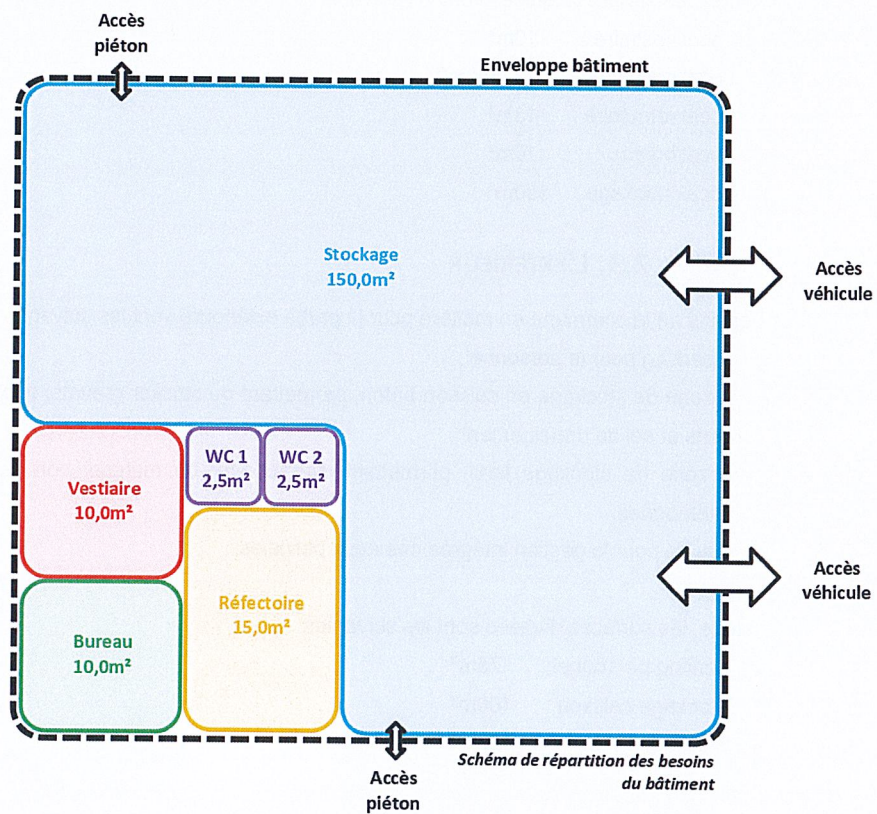 Accès
piéton
Enveloppe bâtiment
Stockage
150,0m²
Accès
véhicule
WC 1
2,5m²
WC 2
2,5m²
Vestiaire
10,0m²
Réfectoire
15,0m²
Accès
véhicule
Bureau
10,0m²
Accès
piéton
Schéma de répartition des besoins
du bâtiment